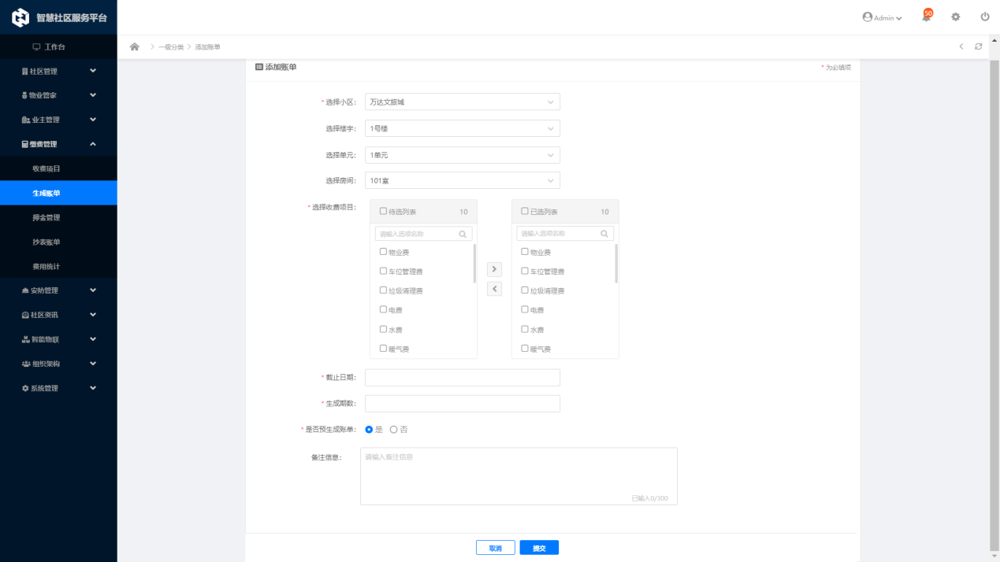 智慧社区服务平台
Admin
50
工作台
一级分类
添加账单
社区管理
物业管家
业主管理
缴费管理
收费项目
生成账单
押金管理
抄表账单
费用统计
安防管理
社区资讯
智能物联
组织架构
系统管理
添加账单
* 为必填项
* 选择小区: 万达文旅城
选择楼宇: 1号楼
选择单元: 1单元
选择房间: 101室
* 选择收费项目:
待选列表 10
请输入选项名称
物业费
车位管理费
垃圾清理费
电费
水费
暖气费
已选列表 10
请输入选项名称
物业费
车位管理费
垃圾清理费
电费
水费
暖气费
* 截止日期:
* 生成期数:
* 是否预生成账单: 是 否
备注信息: 请输入备注信息
已输入0/300
取消
提交